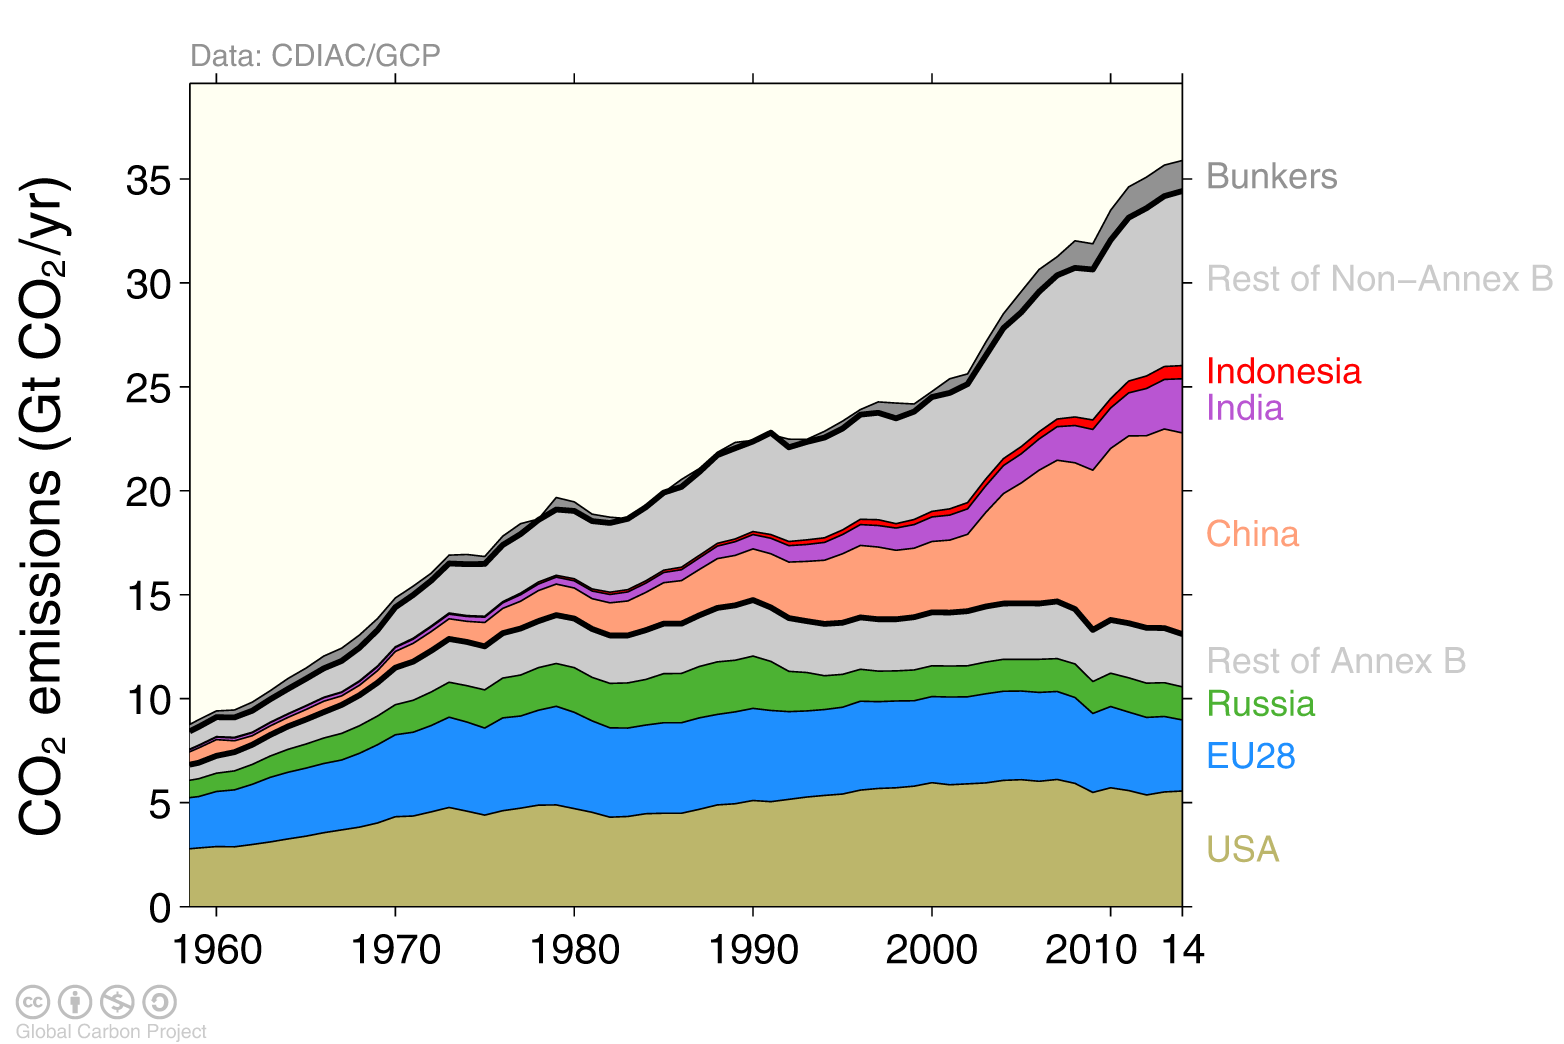 Data: CDIAC/GCP
CO₂ emissions (Gt CO₂/yr)
35
30
25
20
15
10
5
0
1960 1970 1980 1990 2000 2010 14
Bunkers
Rest of Non−Annex B
Indonesia
India
China
Rest of Annex B
Russia
EU28
USA
cc
Global Carbon Project